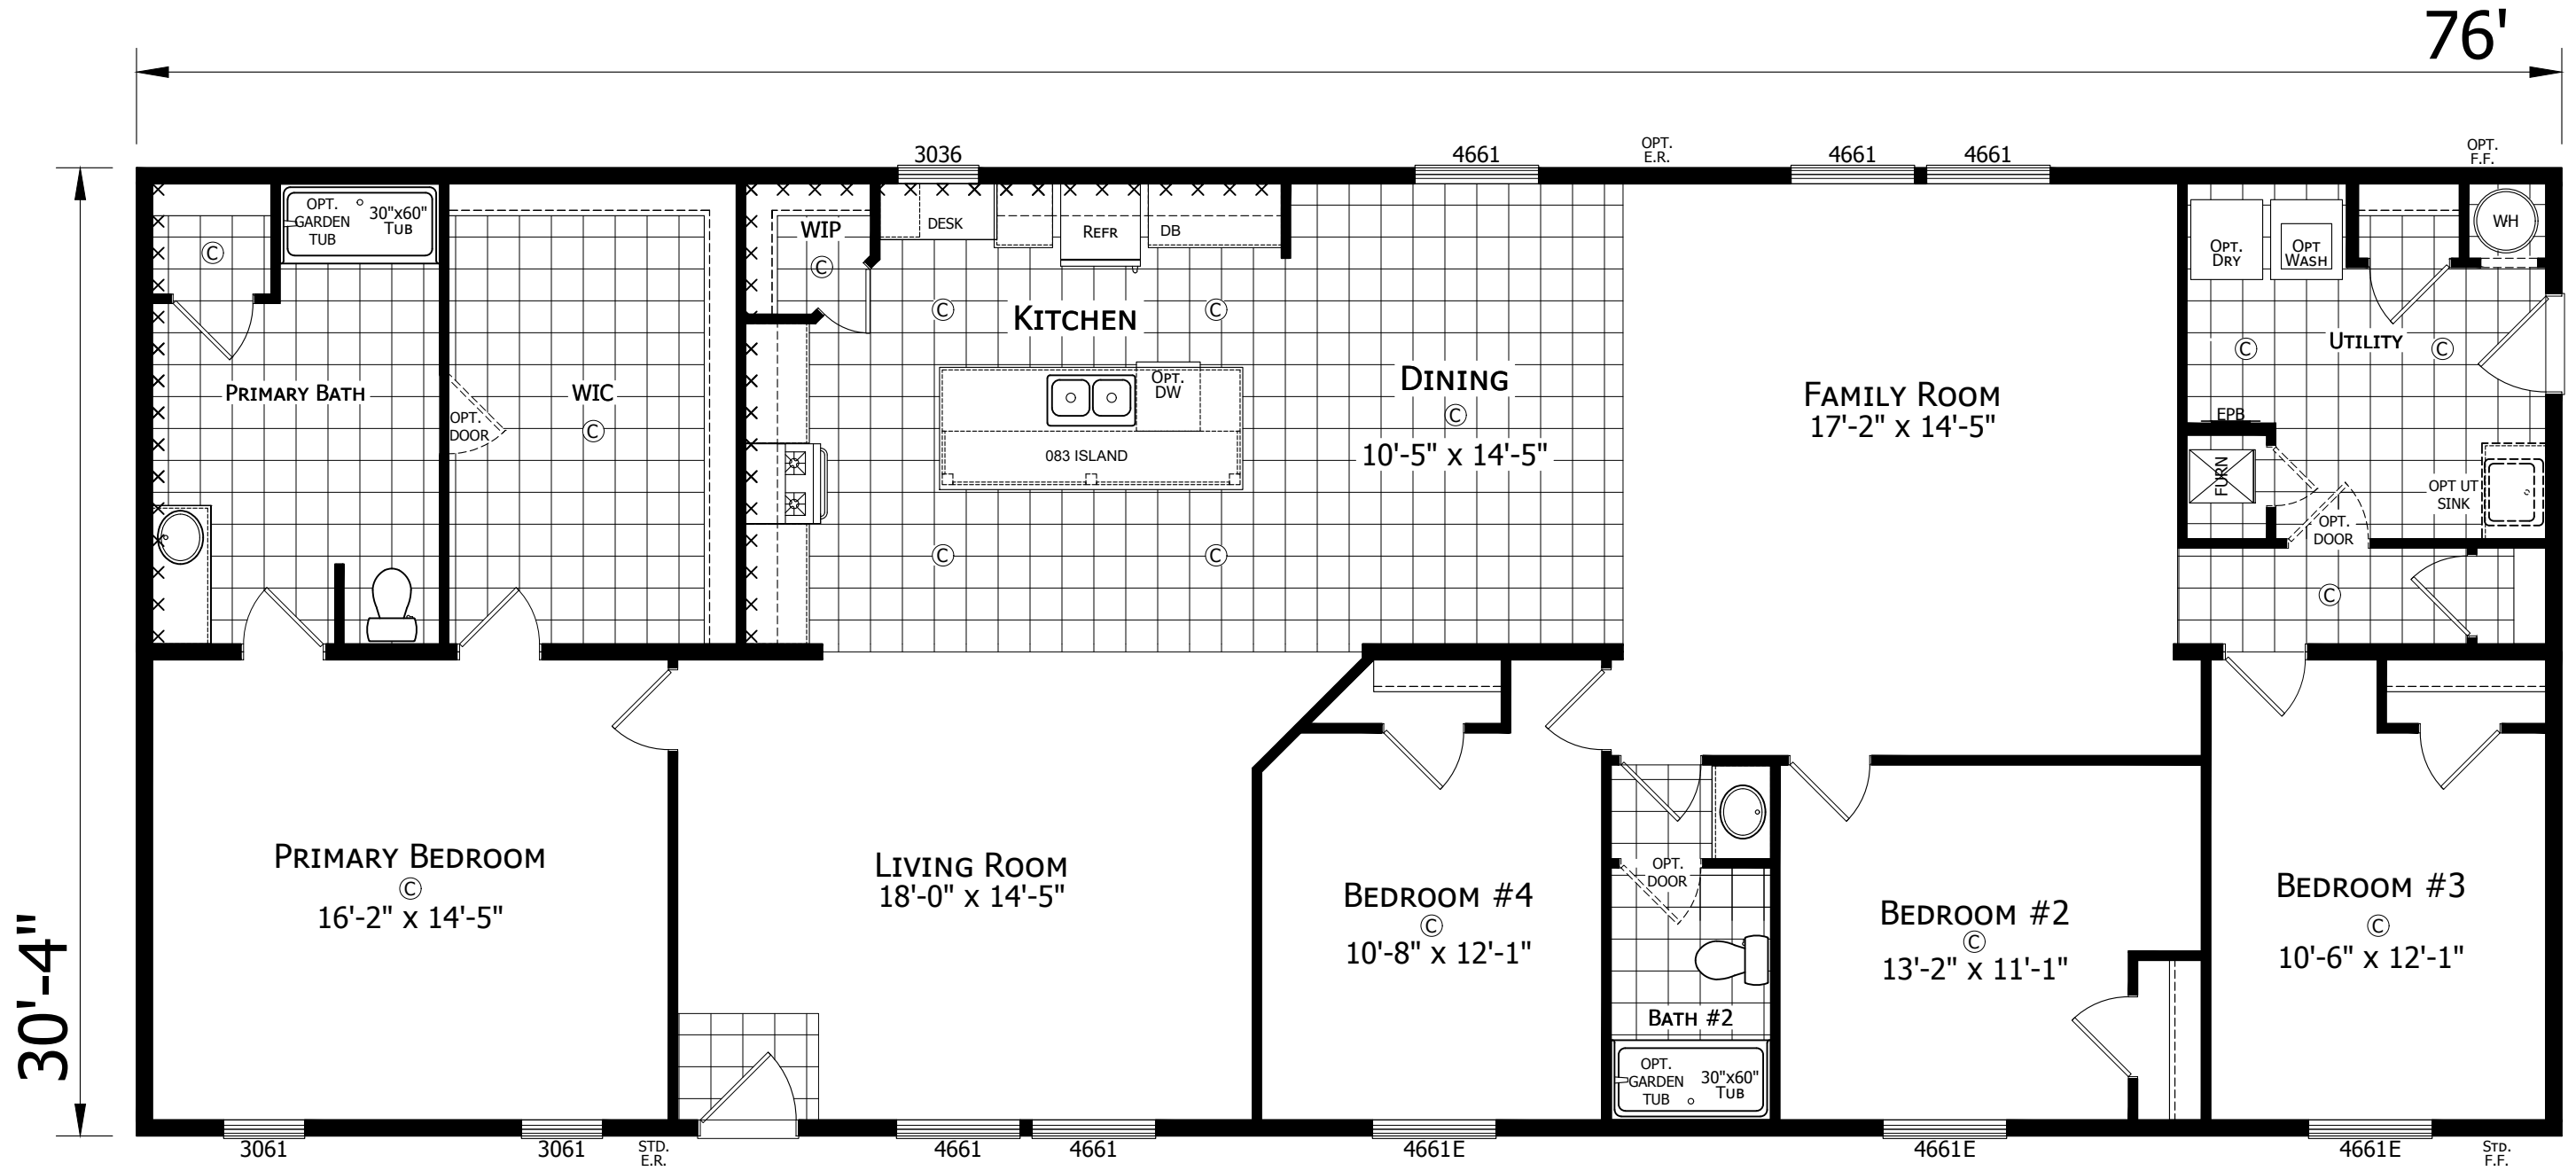 76'
30'-4"
3036
4661
OPT.
E.R.
4661
4661
OPT.
F.F.
OPT.
GARDEN
TUB
30"x60"
TUB
C
PRIMARY BATH
OPT.
DOOR
WIC
C
WIP
C
DESK
REFR
DB
C
KITCHEN
C
OPT.
DW
083 ISLAND
C
C
DINING
C
10'-5" x 14'-5"
FAMILY ROOM
17'-2" x 14'-5"
OPT.
DRY
OPT
WASH
WH
C
UTILITY
C
EPB
FURN
OPT UT
SINK
OPT.
DOOR
C
PRIMARY BEDROOM
C
16'-2" x 14'-5"
LIVING ROOM
18'-0" x 14'-5"
BEDROOM #4
C
10'-8" x 12'-1"
OPT.
DOOR
BATH #2
OPT.
GARDEN
TUB
30"x60"
TUB
BEDROOM #2
C
13'-2" x 11'-1"
BEDROOM #3
C
10'-6" x 12'-1"
3061
3061
STD.
E.R.
4661
4661
4661E
4661E
4661E
STD.
F.F.